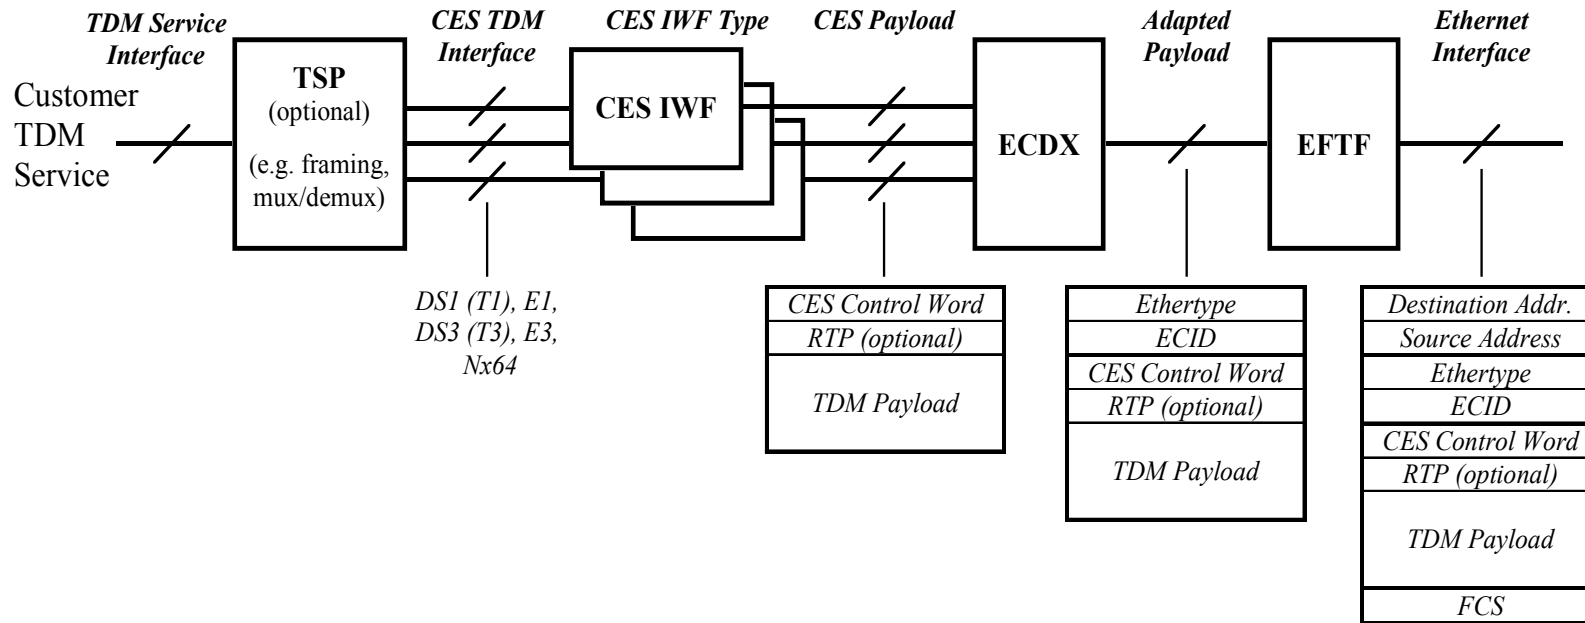 TDM Service
Interface
CES TDM
Interface
CES IWF Type
CES Payload
Adapted
Payload
Ethernet
Interface
Customer
TDM
Service
TSP
(optional)
(e.g. framing,
mux/demux)
CES IWF
ECDX
EFTF
DS1 (T1), E1,
DS3 (T3), E3,
Nx64
CES Control Word
RTP (optional)
TDM Payload
Ethertype
ECID
CES Control Word
RTP (optional)
TDM Payload
Destination Addr.
Source Address
Ethertype
ECID
CES Control Word
RTP (optional)
TDM Payload
FCS